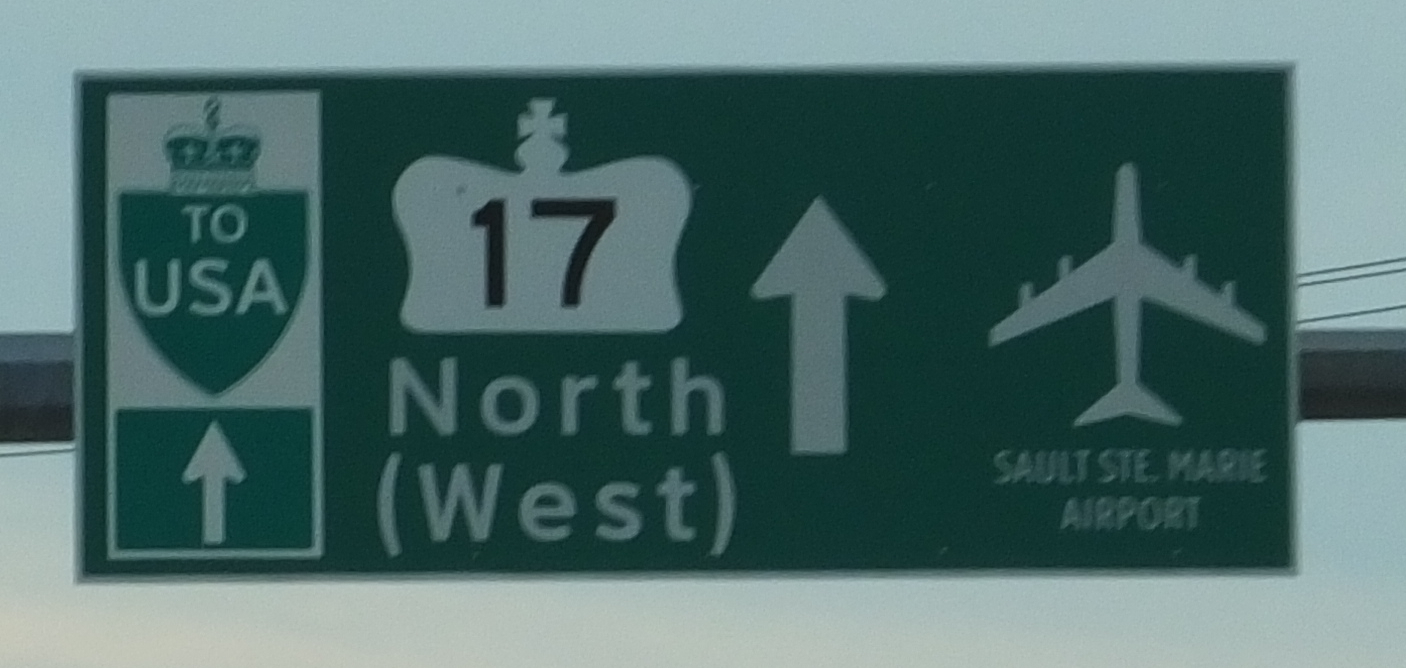 TO
USA
17
North
(West)
SAULT STE. MARIE
AIRPORT